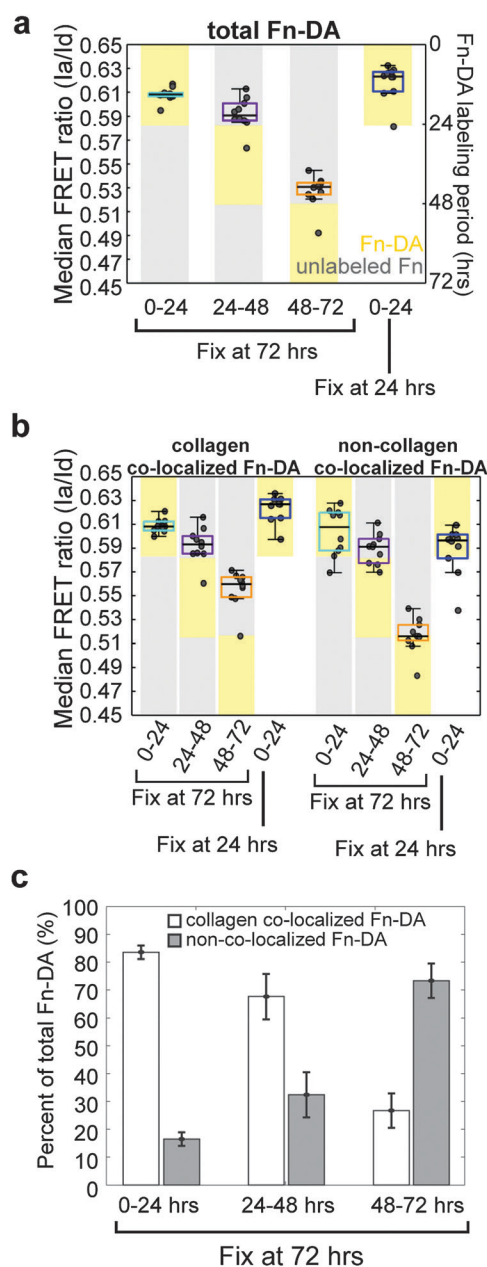 a
total Fn-DA
Median FRET ratio (Ia/Id)
0.65
0.63
0.61
0.59
0.57
0.55
0.53
0.51
0.49
0.47
0.45
0
24
48
72
Fn-DA labeling period (hrs)
Fn-DA
unlabeled Fn
0-24 24-48 48-72 0-24
Fix at 72 hrs
Fix at 24 hrs
b
collagen
co-localized Fn-DA
non-collagen
co-localized Fn-DA
Median FRET ratio (Ia/Id)
0.65
0.63
0.61
0.59
0.57
0.55
0.53
0.51
0.49
0.47
0.45
0-24 24-48 48-72 0-24 0-24 24-48 48-72 0-24
Fix at 72 hrs Fix at 72 hrs
Fix at 24 hrs Fix at 24 hrs
c
Percent of total Fn-DA (%)
100
90
80
70
60
50
40
30
20
10
0
collagen co-localized Fn-DA
non-co-localized Fn-DA
0-24 hrs 24-48 hrs 48-72 hrs
Fix at 72 hrs